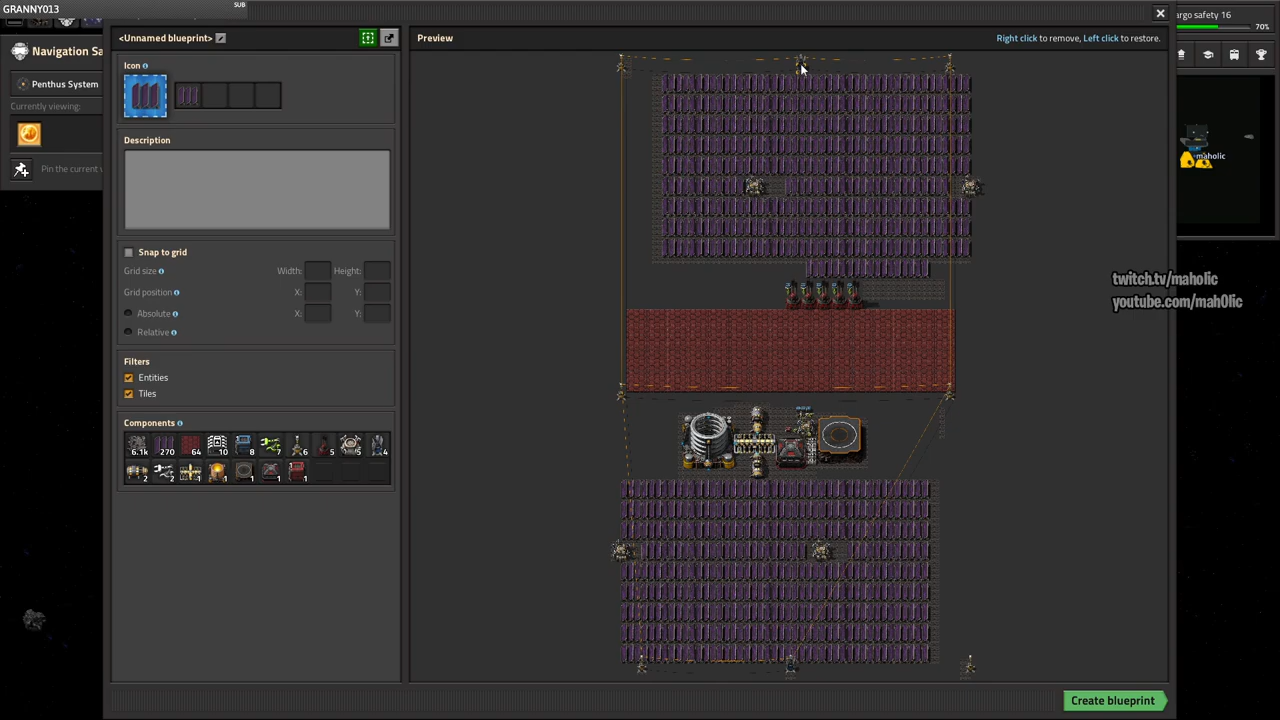 GRANNY013
SUB
argo safety 16
70%
Navigation Sa
Penthus System
Currently viewing:
Pin the current v
<Unnamed blueprint>
Preview
Right click to remove, Left click to restore.
Icon
Description
Snap to grid
Grid size
Width:
Height:
Grid position
X:
Y:
Absolute
X:
Y:
Relative
Filters
Entities
Tiles
Components
6.1k
270
64
10
8
7
6
5
5
4
2
2
1
1
1
1
1
maholic
twitch.tv/maholic
youtube.com/mah0lic
Create blueprint